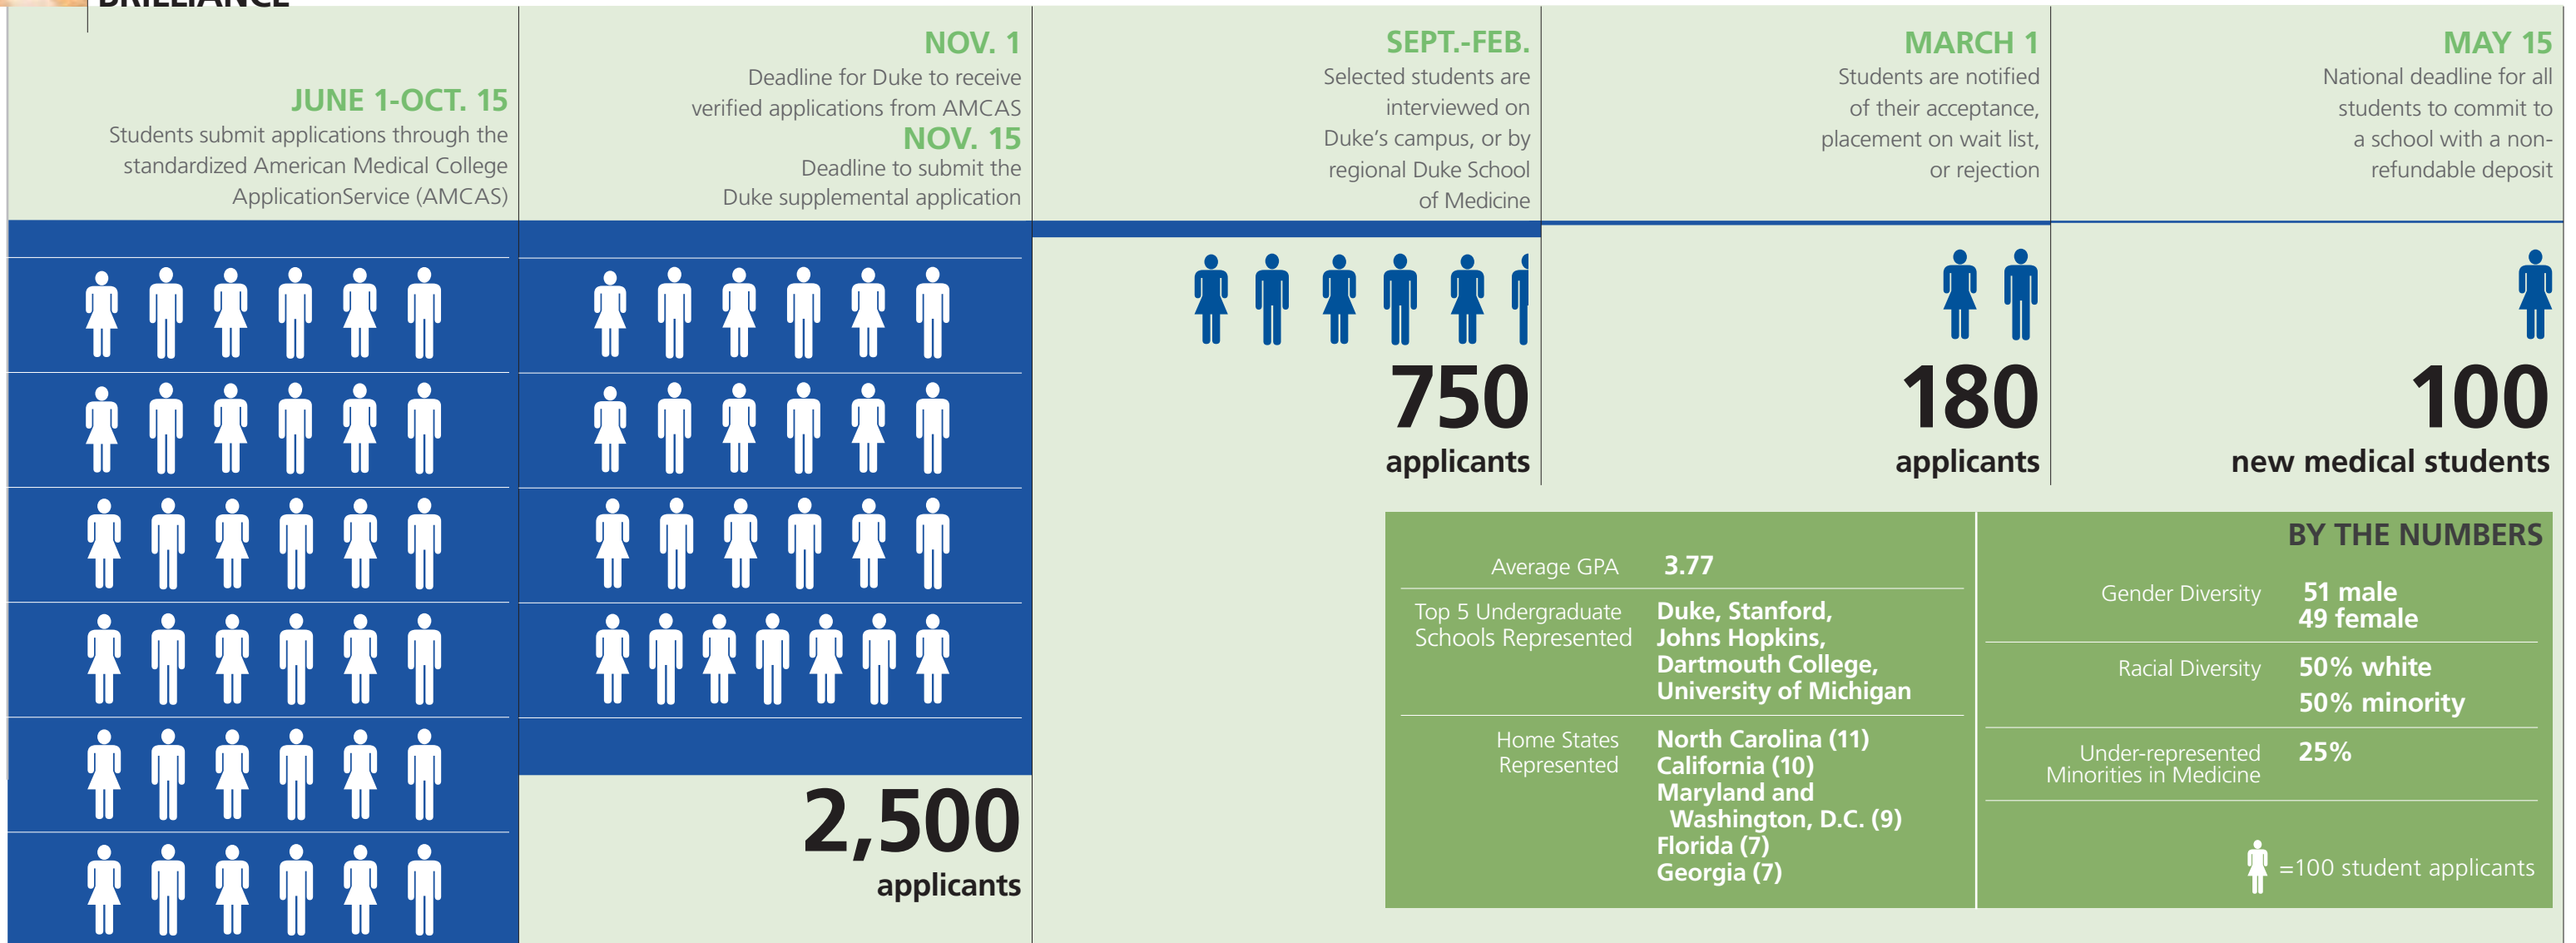 BRILLIANCE
JUNE 1-OCT. 15
Students submit applications through the
standardized American Medical College
ApplicationService (AMCAS)
NOV. 1
Deadline for Duke to receive
verified applications from AMCAS
NOV. 15
Deadline to submit the
Duke supplemental application
2,500
applicants
SEPT.-FEB.
Selected students are
interviewed on
Duke’s campus, or by
regional Duke School
of Medicine
750
applicants
MARCH 1
Students are notified
of their acceptance,
placement on wait list,
or rejection
180
applicants
MAY 15
National deadline for all
students to commit to
a school with a non-
refundable deposit
100
new medical students
Average GPA 3.77
Top 5 Undergraduate
Schools Represented
Duke, Stanford,
Johns Hopkins,
Dartmouth College,
University of Michigan
Home States
Represented
North Carolina (11)
California (10)
Maryland and
Washington, D.C. (9)
Florida (7)
Georgia (7)
BY THE NUMBERS
Gender Diversity
51 male
49 female
Racial Diversity
50% white
50% minority
Under-represented
Minorities in Medicine
25%
=100 student applicants